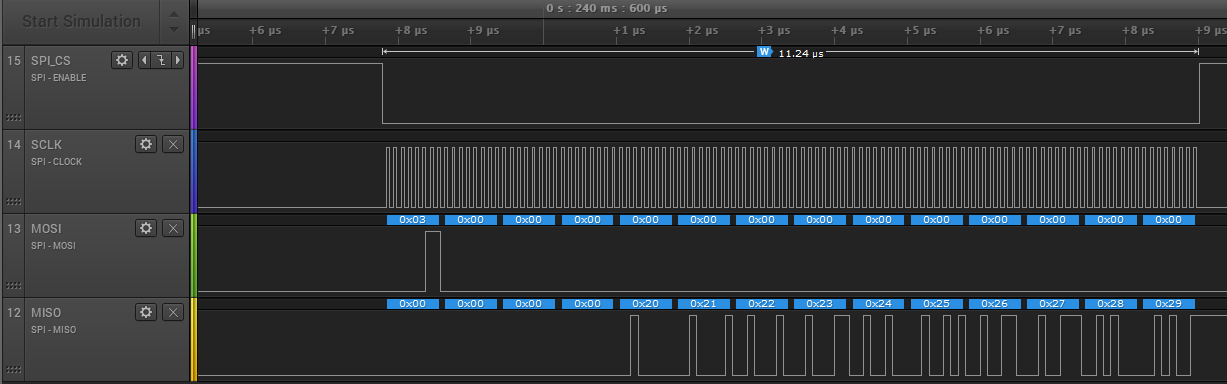 Start Simulation
0 s : 240 ms : 600 µs
µs +6 µs +7 µs +8 µs +9 µs +1 µs +2 µs +3 µs +4 µs +5 µs +6 µs +7 µs +8 µs +9 µs
15 SPI_CS
SPI - ENABLE
W 11.24 µs
14 SCLK
SPI - CLOCK
13 MOSI
SPI - MOSI
0x03 0x00 0x00 0x00 0x00 0x00 0x00 0x00 0x00 0x00 0x00 0x00 0x00 0x00
12 MISO
SPI - MISO
0x00 0x00 0x00 0x00 0x20 0x21 0x22 0x23 0x24 0x25 0x26 0x27 0x28 0x29